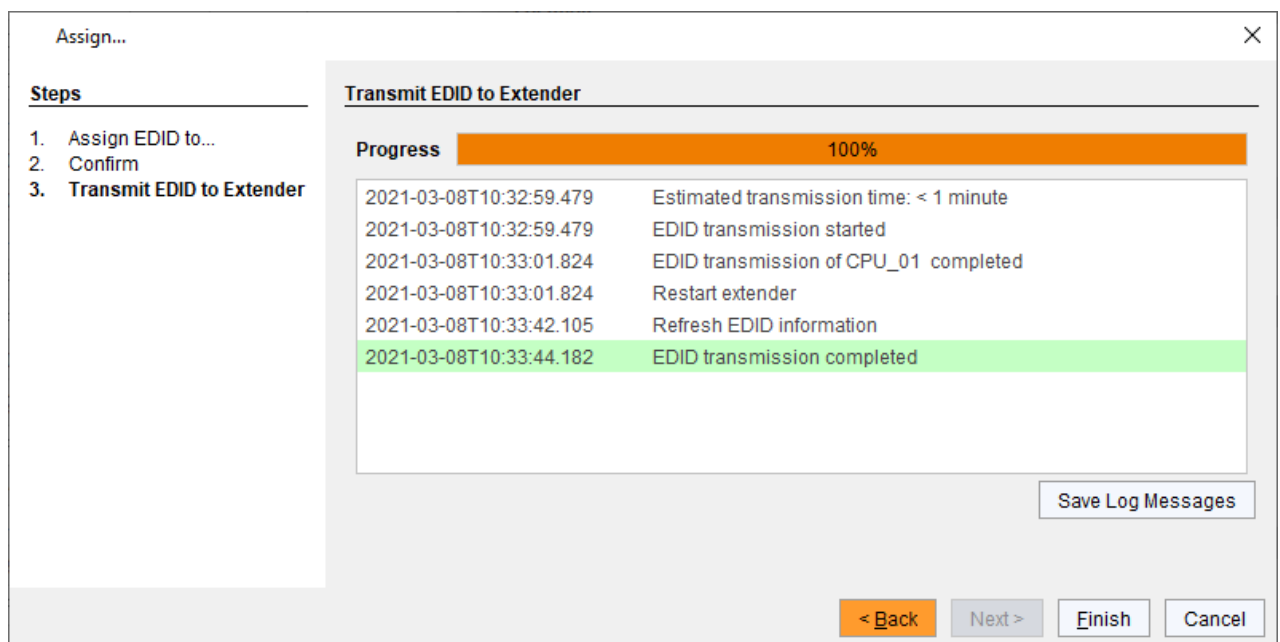 Assign...
Steps
1. Assign EDID to...
2. Confirm
3. Transmit EDID to Extender
Transmit EDID to Extender
Progress 100%
2021-03-08T10:32:59.479 Estimated transmission time: < 1 minute
2021-03-08T10:32:59.479 EDID transmission started
2021-03-08T10:33:01.824 EDID transmission of CPU_01 completed
2021-03-08T10:33:01.824 Restart extender
2021-03-08T10:33:42.105 Refresh EDID information
2021-03-08T10:33:44.182 EDID transmission completed
Save Log Messages
< Back Next > Finish Cancel